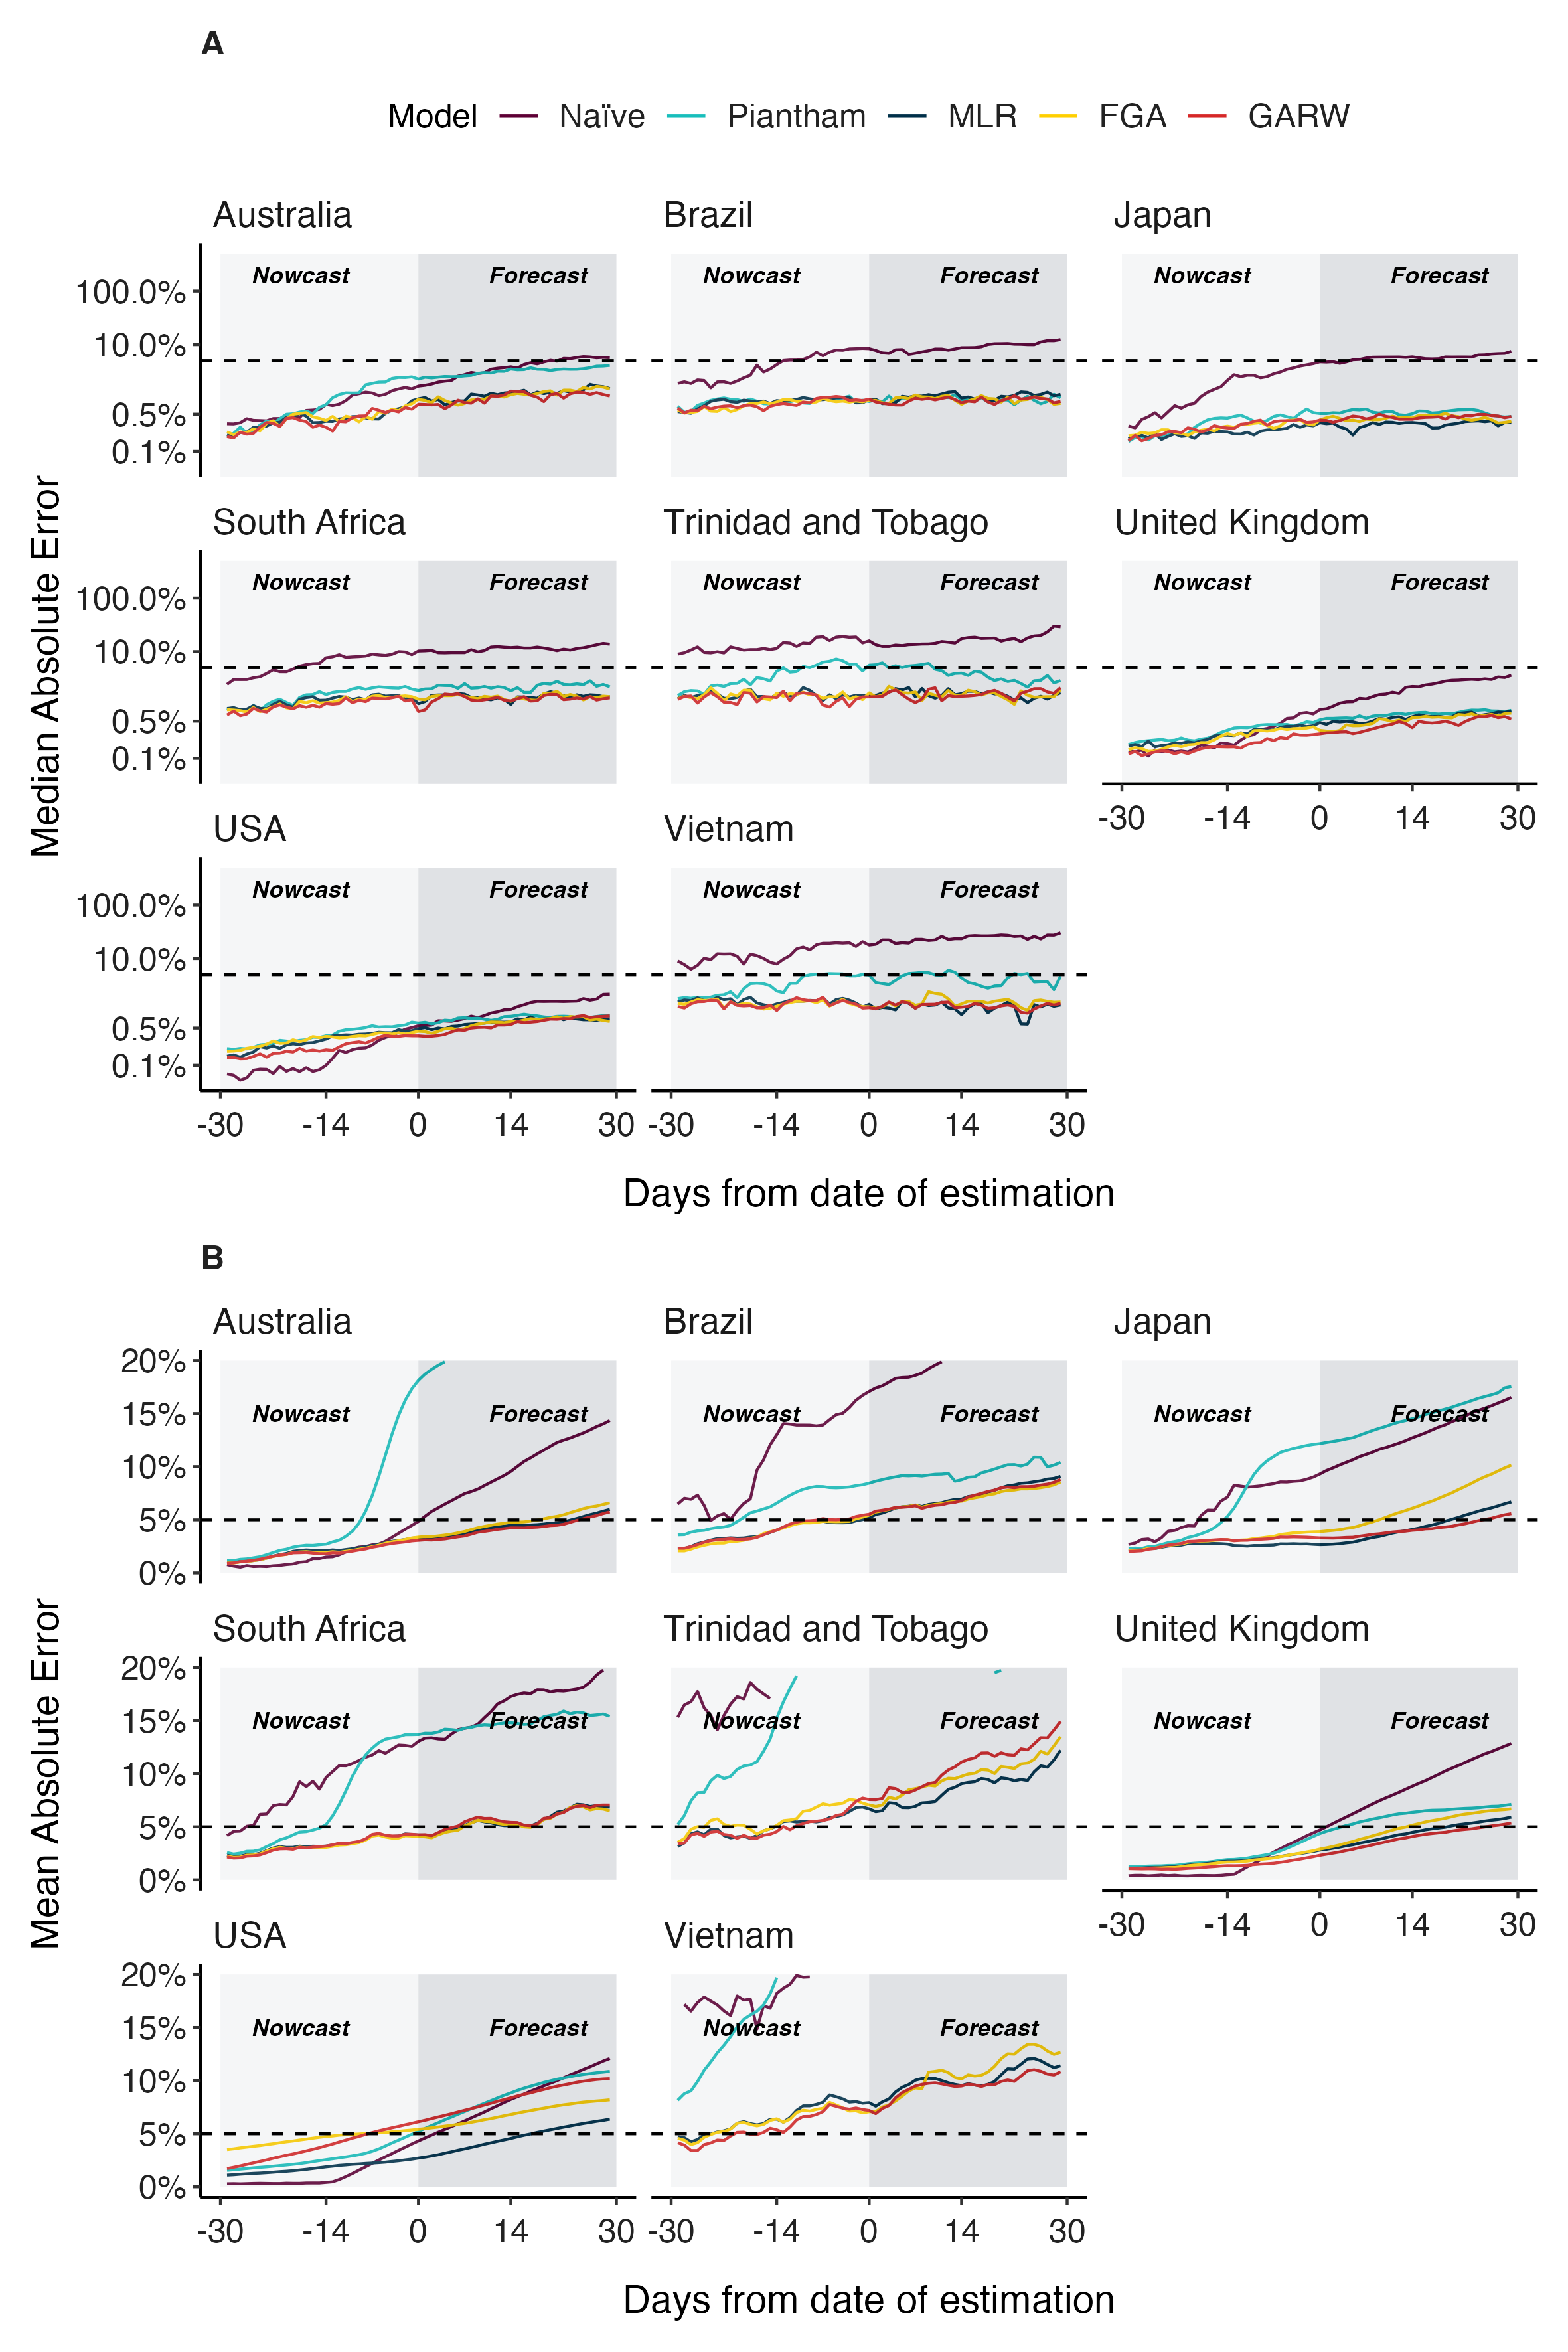 A
Model Naïve Piantham MLR FGA GARW
Australia Brazil Japan
Nowcast Forecast Nowcast Forecast Nowcast Forecast
100.0%
10.0%
0.5%
0.1%
South Africa Trinidad and Tobago United Kingdom
Nowcast Forecast Nowcast Forecast Nowcast Forecast
100.0%
10.0%
0.5%
0.1%
-30 -14 0 14 30
Median Absolute Error
USA Vietnam
Nowcast Forecast Nowcast Forecast
100.0%
10.0%
0.5%
0.1%
-30 -14 0 14 30 -30 -14 0 14 30
Days from date of estimation
B
Australia Brazil Japan
20%
15% Nowcast Forecast Nowcast Forecast Nowcast Forecast
10%
5%
0%
South Africa Trinidad and Tobago United Kingdom
20%
15% Nowcast Forecast Nowcast Forecast Nowcast Forecast
10%
5%
0%
-30 -14 0 14 30
Mean Absolute Error
USA Vietnam
20%
15% Nowcast Forecast Nowcast Forecast
10%
5%
0%
-30 -14 0 14 30 -30 -14 0 14 30
Days from date of estimation